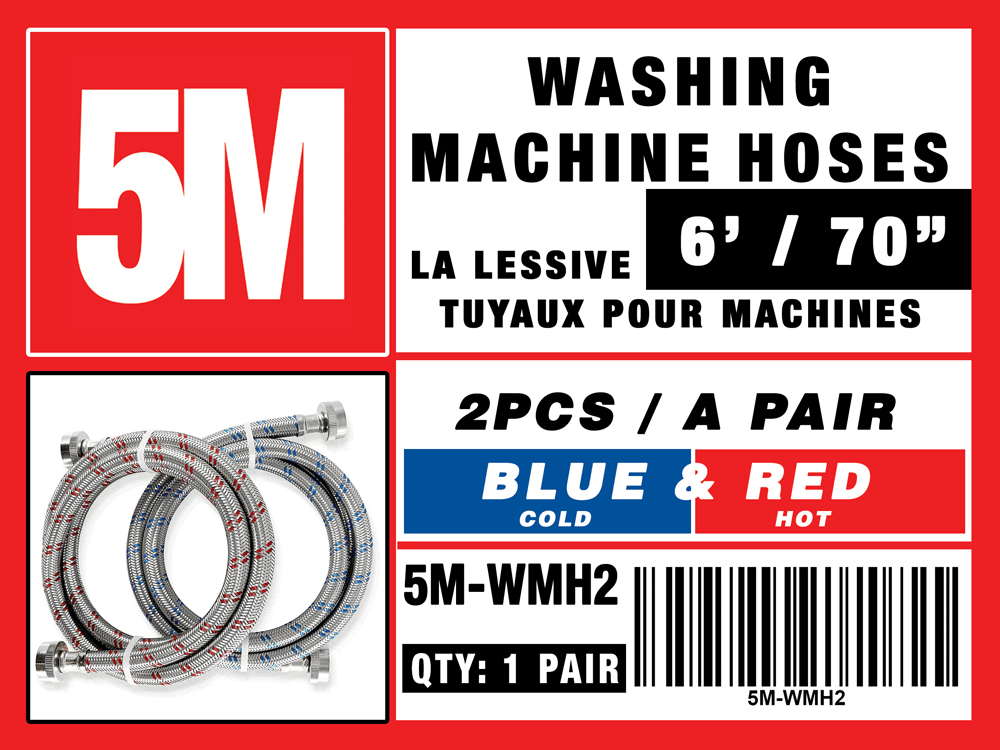 5M
WASHING
MACHINE HOSES
6’ / 70”
LA LESSIVE
TUYAUX POUR MACHINES
2PCS / A PAIR
BLUE & RED
COLD
HOT
5M-WMH2
QTY: 1 PAIR
5M-WMH2